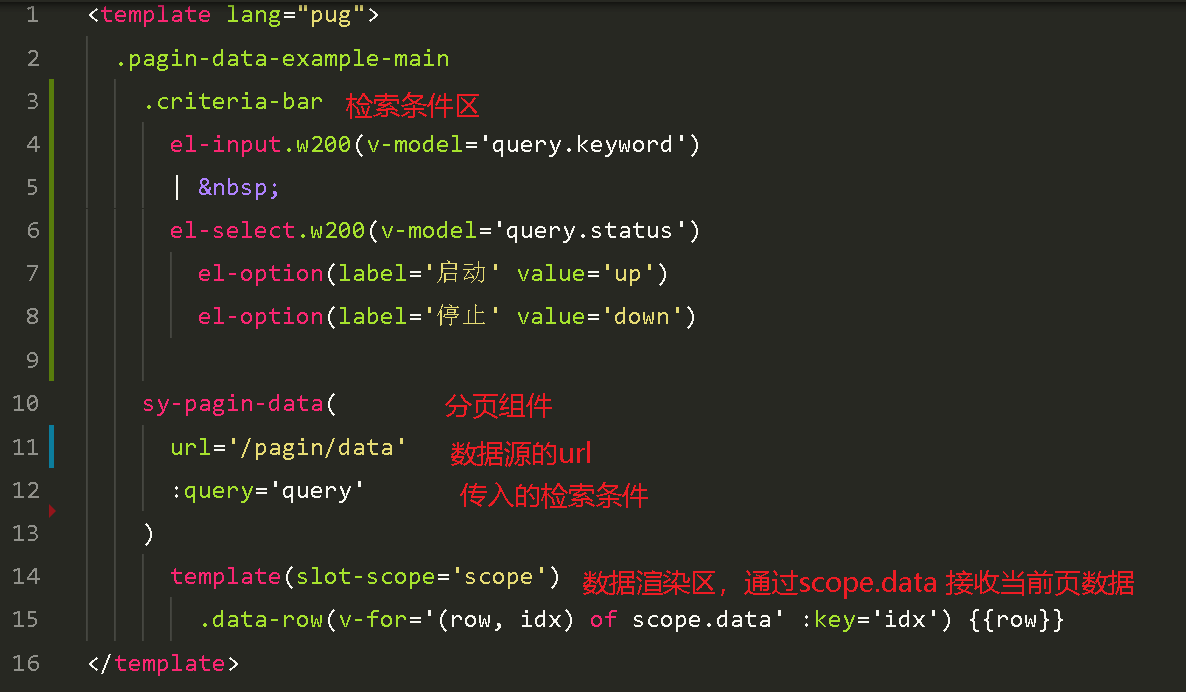 1 <template lang="pug">
2 .pagin-data-example-main
3 .criteria-bar 检索条件区
4 el-input.w200(v-model='query.keyword')
5 | &nbsp;
6 el-select.w200(v-model='query.status')
7 el-option(label='启动' value='up')
8 el-option(label='停止' value='down')
9
10 sy-pagin-data( 分页组件
11 url='/pagin/data' 数据源的url
12 :query='query' 传入的检索条件
13 )
14 template(slot-scope='scope') 数据渲染区，通过scope.data 接收当前页数据
15 .data-row(v-for='(row, idx) of scope.data' :key='idx') {{row}}
16 </template>